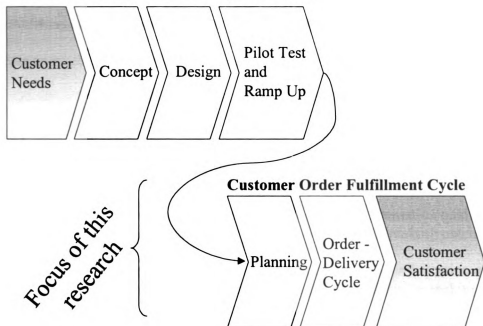 Customer
Needs
Concept
Design
Pilot Test
and
Ramp Up
Customer Order Fulfillment Cycle
Focus of this
research
Planning
Order -
Delivery
Cycle
Customer
Satisfaction